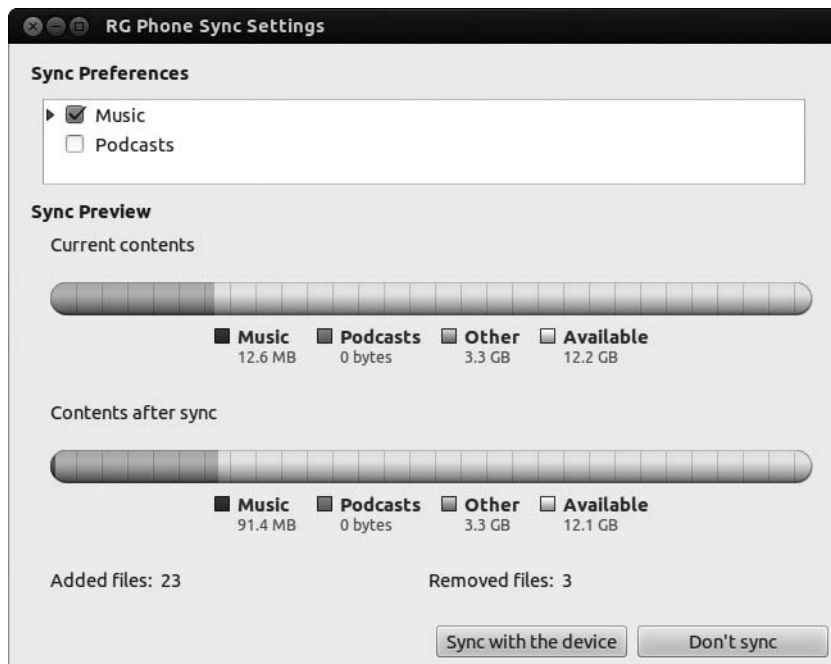 RG Phone Sync Settings
Sync Preferences
Music
Podcasts
Sync Preview
Current contents
Music Podcasts Other Available
12.6 MB 0 bytes 3.3 GB 12.2 GB
Contents after sync
Music Podcasts Other Available
91.4 MB 0 bytes 3.3 GB 12.1 GB
Added files: 23 Removed files: 3
Sync with the device Don't sync